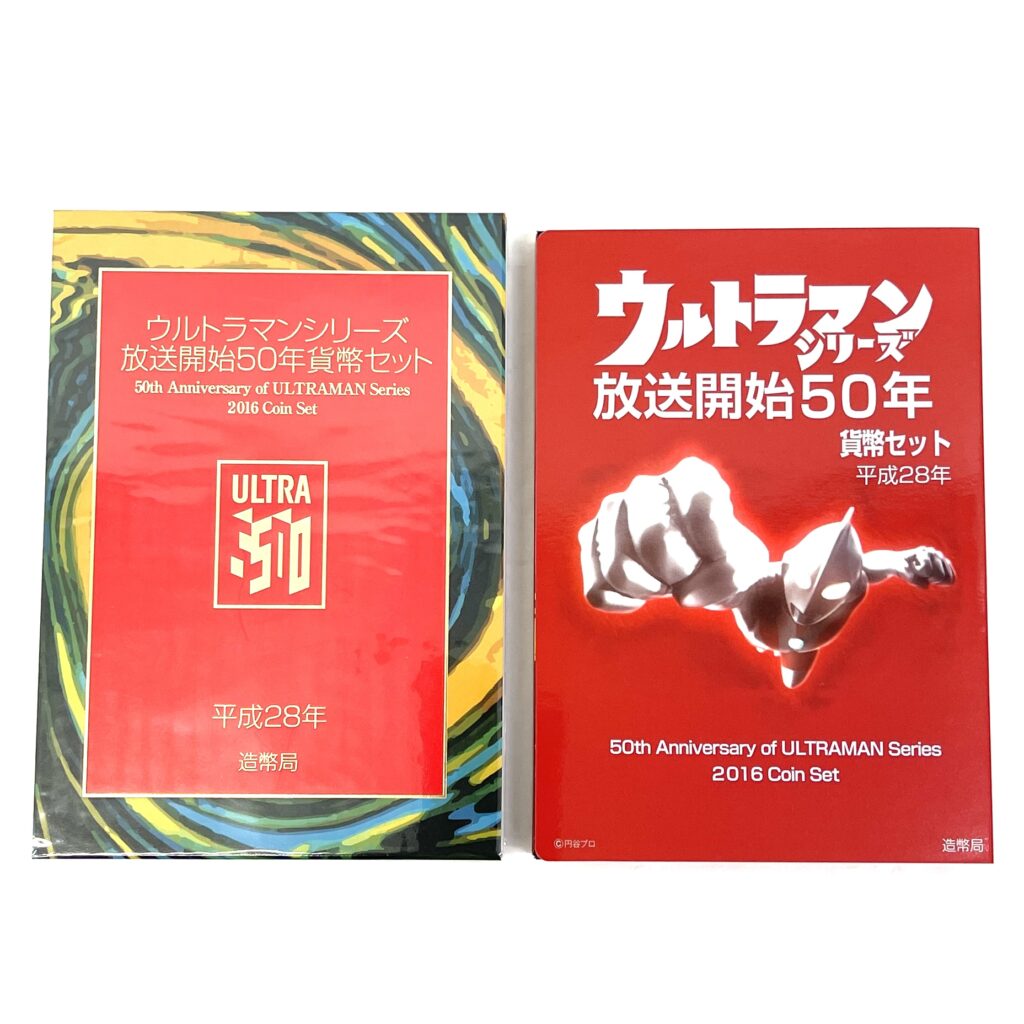 ウルトラマンシリーズ
放送開始50年貨幣セット
50th Anniversary of ULTRAMAN Series
2016 Coin Set
ULTRA
50
平成28年
造幣局
ウルトラマン
シリーズ
放送開始50年
貨幣セット
平成28年
50th Anniversary of ULTRAMAN Series
2016 Coin Set
©円谷プロ
造幣局